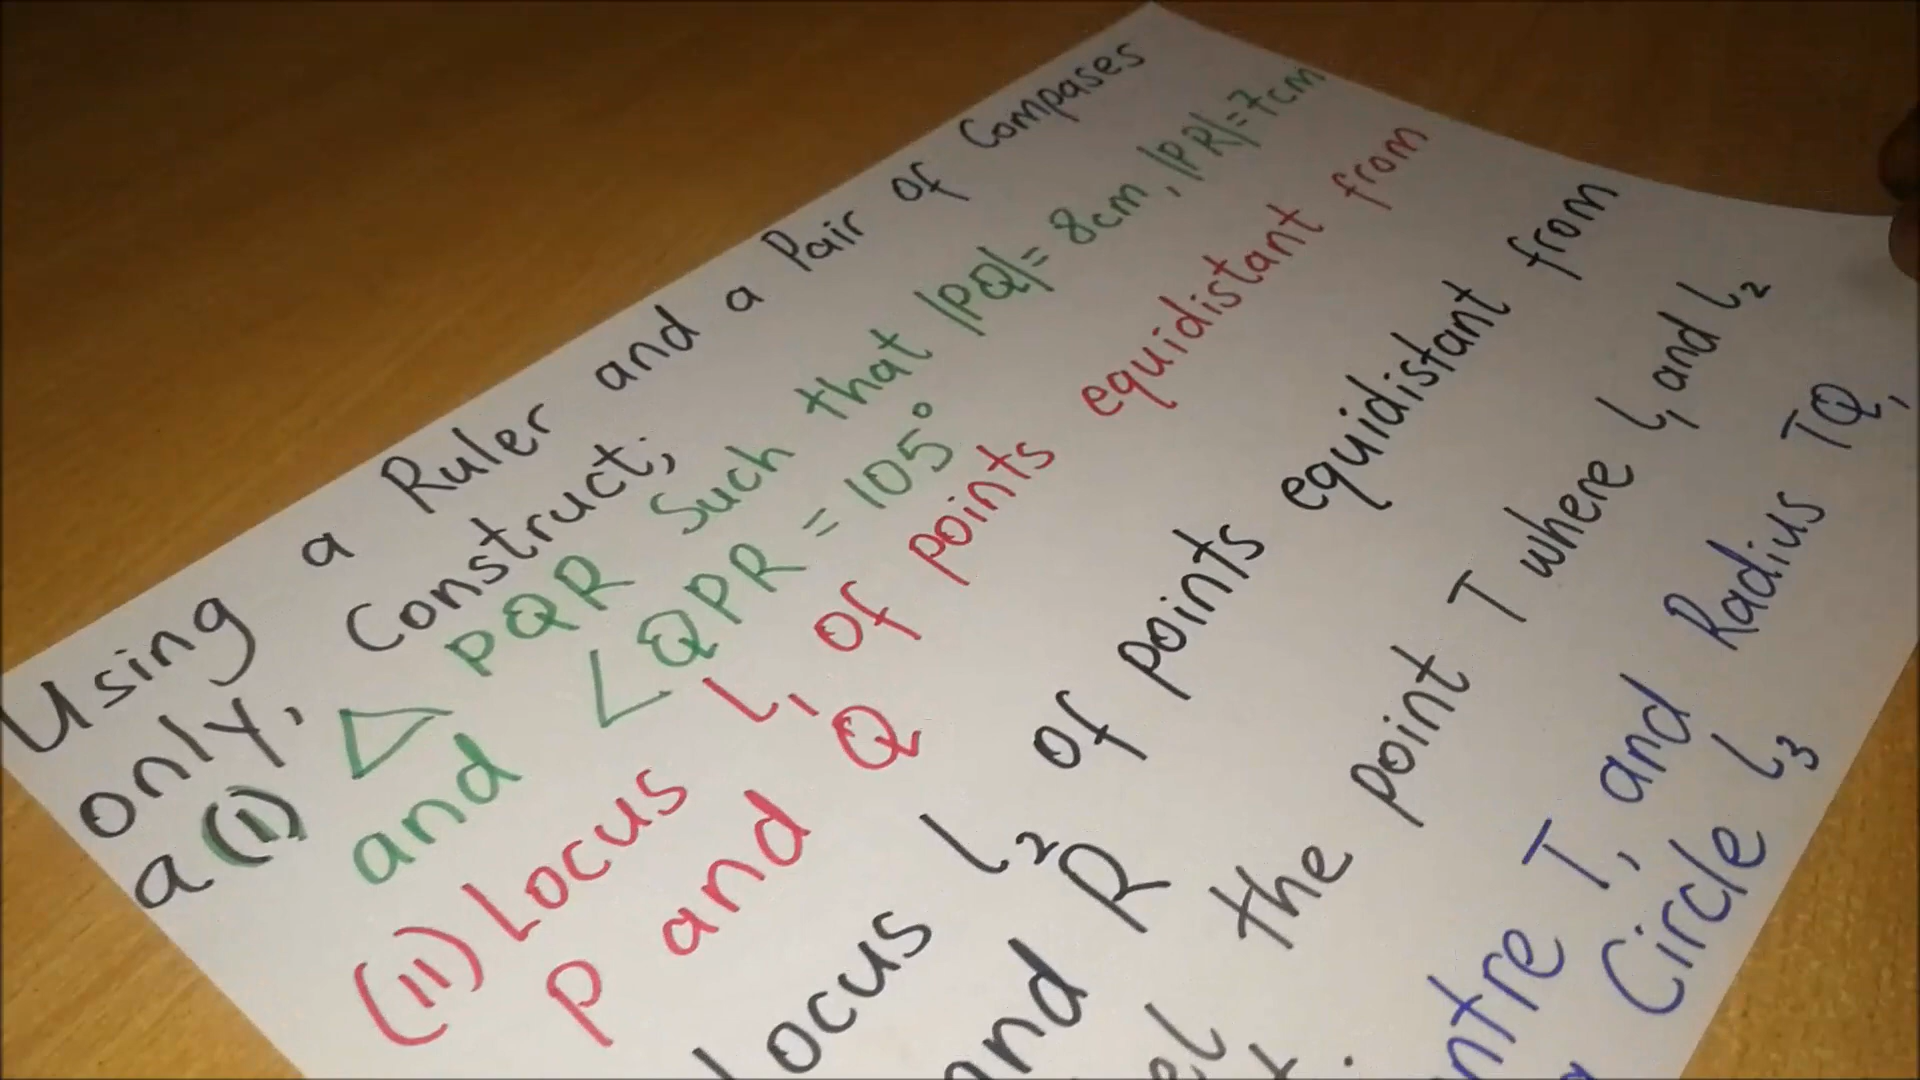 Using a Ruler and a Pair of Compases
only, Construct;
a(i) △ PQR Such that |PQ| = 8cm, |PR| = 7cm
and ∠QPR = 105°
(ii) Locus l₁ of points equidistant from
P and Q
ocus l₂ of points equidistant from
and R
el the point T where l₁ and l₂
ntre T, and Radius TQ,
Circle l₃